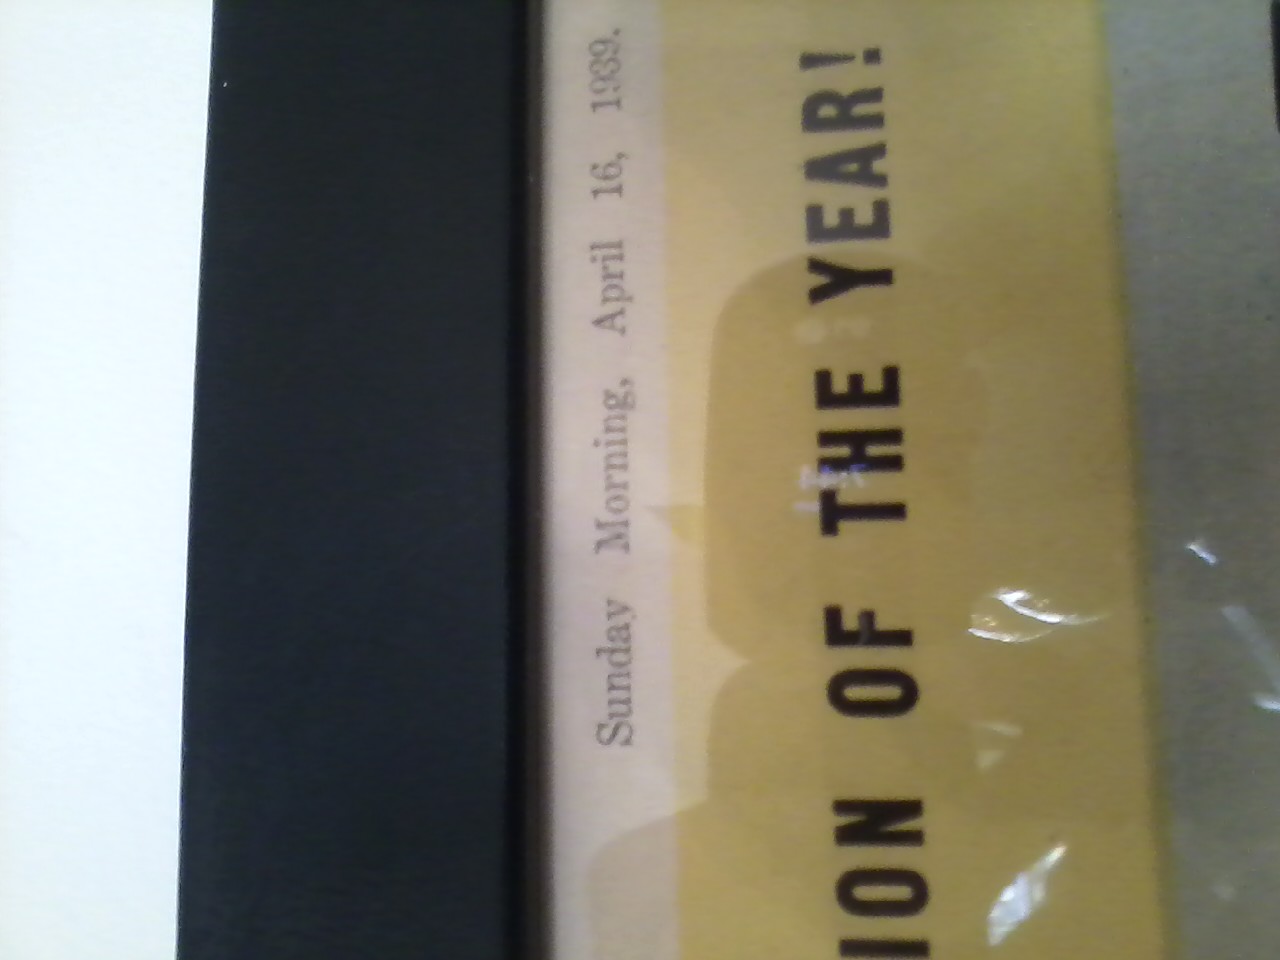 Sunday Morning, April 16, 1939.
ION OF THE YEAR!